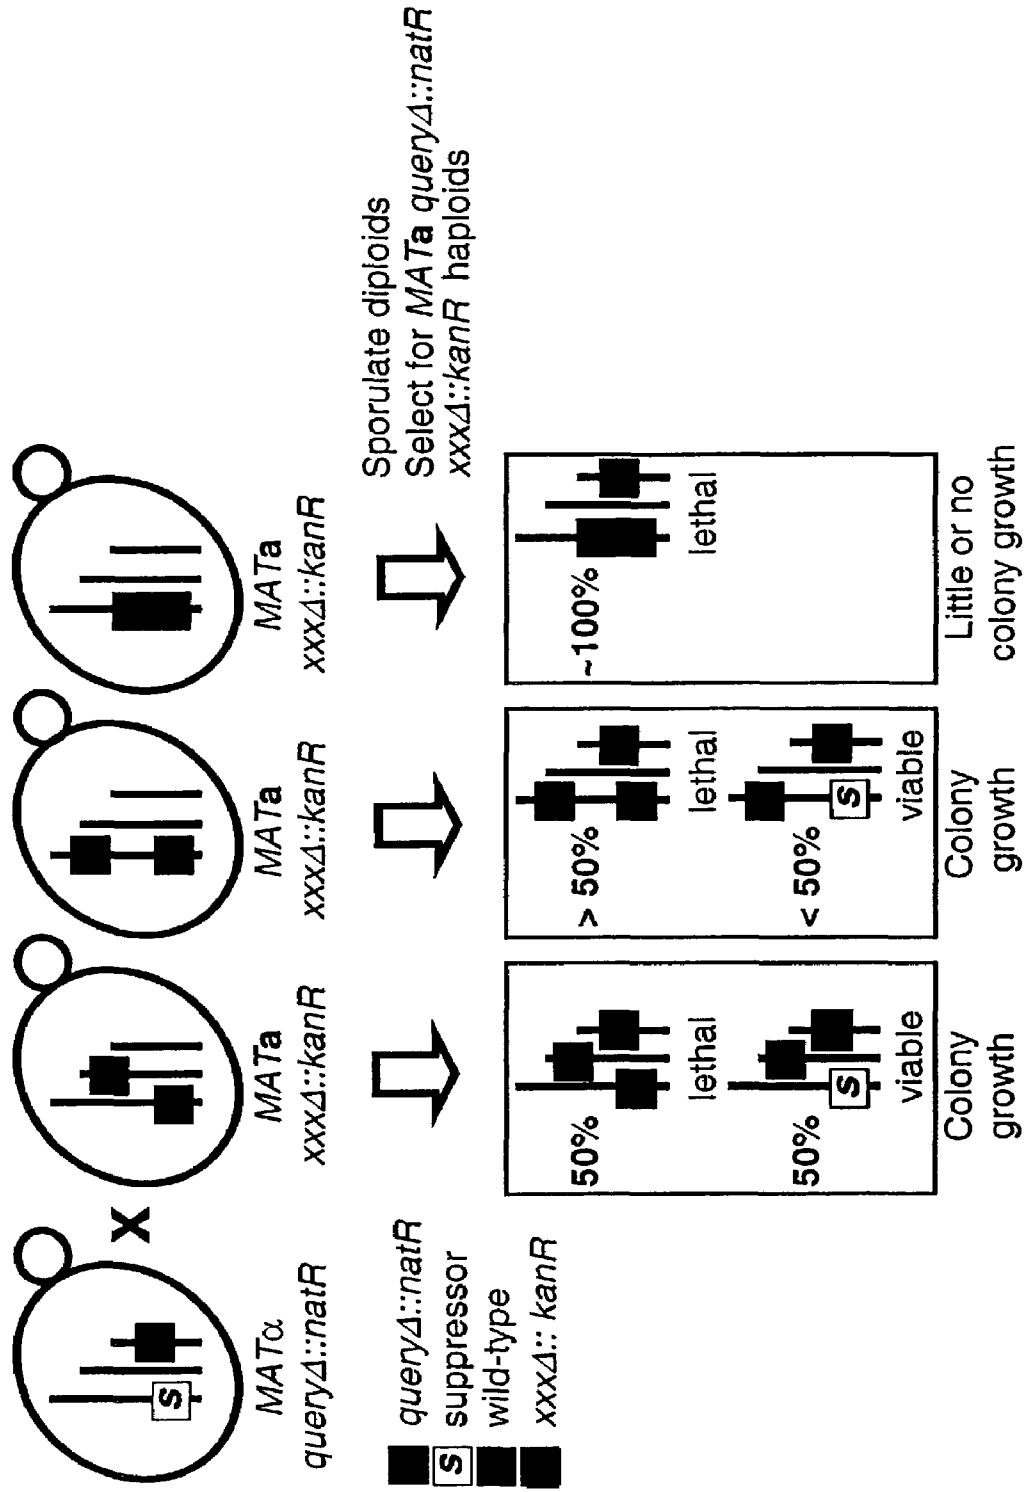 X
s
MATα
queryΔ::natR
MATa
xxxΔ::kanR
MATa
xxxΔ::kanR
MATa
xxxΔ::kanR
queryΔ::natR
s
suppressor
wild-type
xxxΔ:: kanR
Sporulate diploids
Select for MATa queryΔ::natR
xxxΔ::kanR haploids
50%
lethal
50%
s
viable
Colony
growth
> 50%
lethal
< 50%
s
viable
Colony
growth
~100%
lethal
Little or no
colony growth